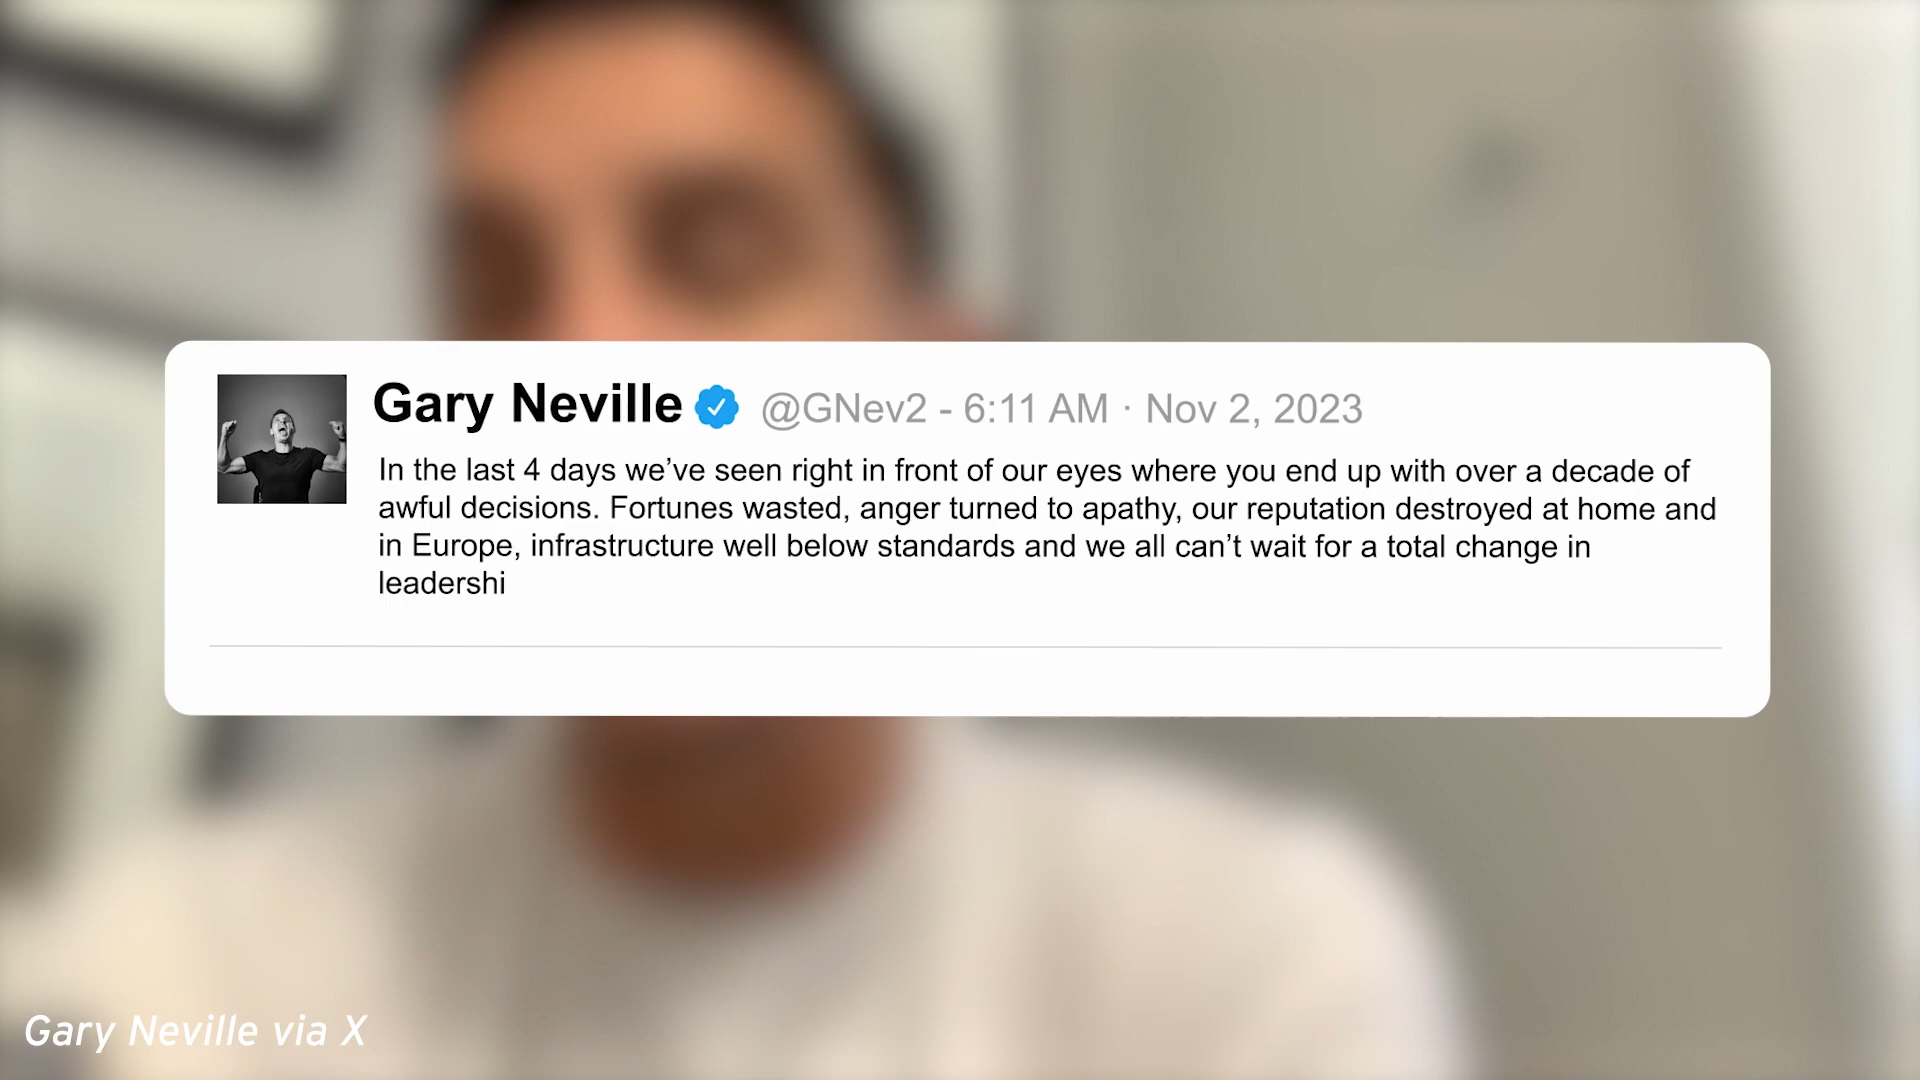 Gary Neville @GNev2 - 6:11 AM · Nov 2, 2023
In the last 4 days we’ve seen right in front of our eyes where you end up with over a decade of
awful decisions. Fortunes wasted, anger turned to apathy, our reputation destroyed at home and
in Europe, infrastructure well below standards and we all can’t wait for a total change in
leadershi
Gary Neville via X